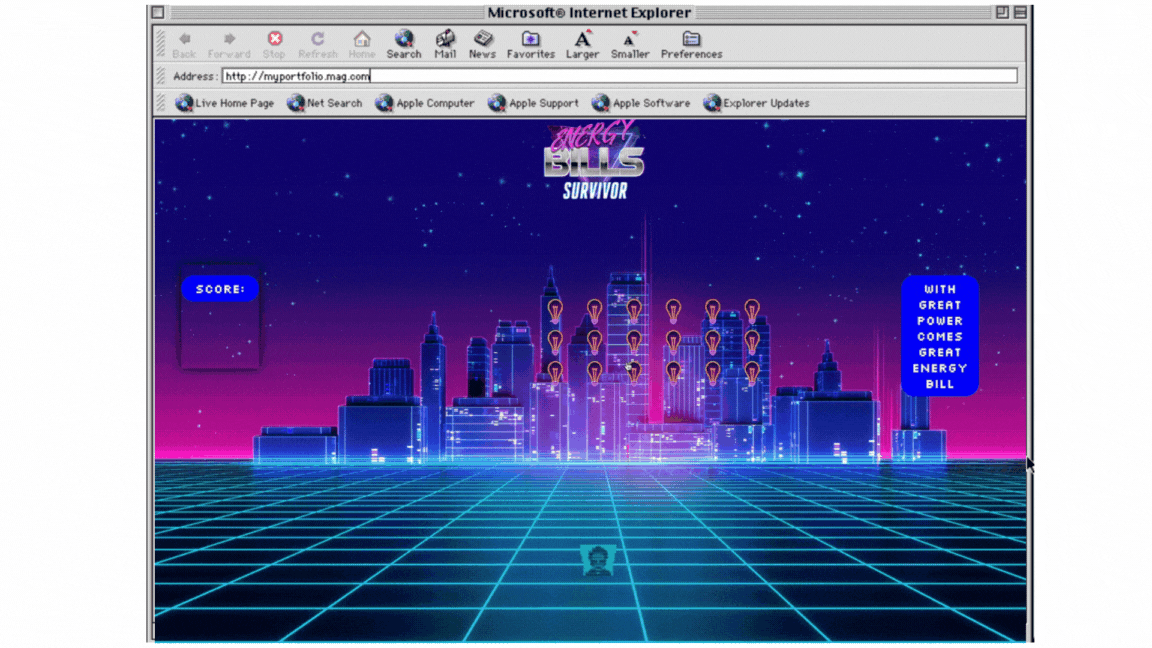 Microsoft® Internet Explorer
Back Forward Stop Refresh Home Search Mail News Favorites Larger Smaller Preferences
Address: http://myportfolio.mag.com
Live Home Page Net Search Apple Computer Apple Support Apple Software Explorer Updates
ENERGY
BILLS
SURVIVOR
SCORE:
WITH
GREAT
POWER
COMES
GREAT
ENERGY
BILL